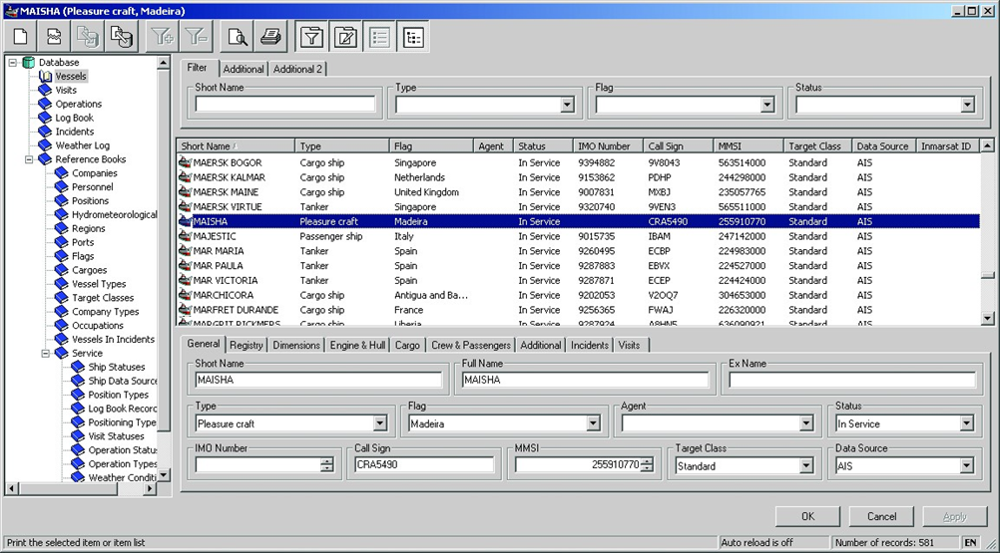 MAISHA (Pleasure craft, Madeira)
Database
Vessels
Visits
Operations
Log Book
Incidents
Weather Log
Reference Books
Companies
Personnel
Positions
Hydrometeorological
Regions
Ports
Flags
Cargoes
Vessel Types
Target Classes
Company Types
Occupations
Vessels In Incidents
Service
Ship Statuses
Ship Data Source
Position Types
Log Book Recorc
Positioning Type
Visit Statuses
Operation Statu
Operation Types
Weather Conditi
Filter Additional Additional 2
Short Name Type Flag Status
Short Name / Type Flag Agent Status IMO Number Call Sign MMSI Target Class Data Source Inmarsat ID
MAERSK BOGOR Cargo ship Singapore In Service 9394882 9V8043 563514000 Standard AIS
MAERSK KALMAR Cargo ship Netherlands In Service 9153862 PDHP 244298000 Standard AIS
MAERSK MAINE Cargo ship United Kingdom In Service 9007831 MXBJ 235057765 Standard AIS
MAERSK VIRTUE Tanker Singapore In Service 9320740 9VEN3 565511000 Standard AIS
MAISHA Pleasure craft Madeira In Service CRA5490 255910770 Standard AIS
MAJESTIC Passenger ship Italy In Service 9015735 IBAM 247142000 Standard AIS
MAR MARIA Tanker Spain In Service 9260495 ECBP 224983000 Standard AIS
MAR PAULA Tanker Spain In Service 9287883 EBVX 224527000 Standard AIS
MAR VICTORIA Tanker Spain In Service 9287871 ECEP 224424000 Standard AIS
MARCHICORA Cargo ship Antigua and Ba... In Service 9202053 V2OQ7 304653000 Standard AIS
MARFRET DURANDE Cargo ship France In Service 9256365 FWAJ 226320000 Standard AIS
MARGRIT RICKMERS Cargo ship Liberia In Service 9287924 A8HN5 636090921 Standard AIS
General Registry Dimensions Engine & Hull Cargo Crew & Passengers Additional Incidents Visits
Short Name Full Name Ex Name
MAISHA MAISHA
Type Flag Agent Status
Pleasure craft Madeira In Service
IMO Number Call Sign MMSI Target Class Data Source
CRA5490 255910770 Standard AIS
OK Cancel Apply
Print the selected item or item list Auto reload is off Number of records: 581 EN